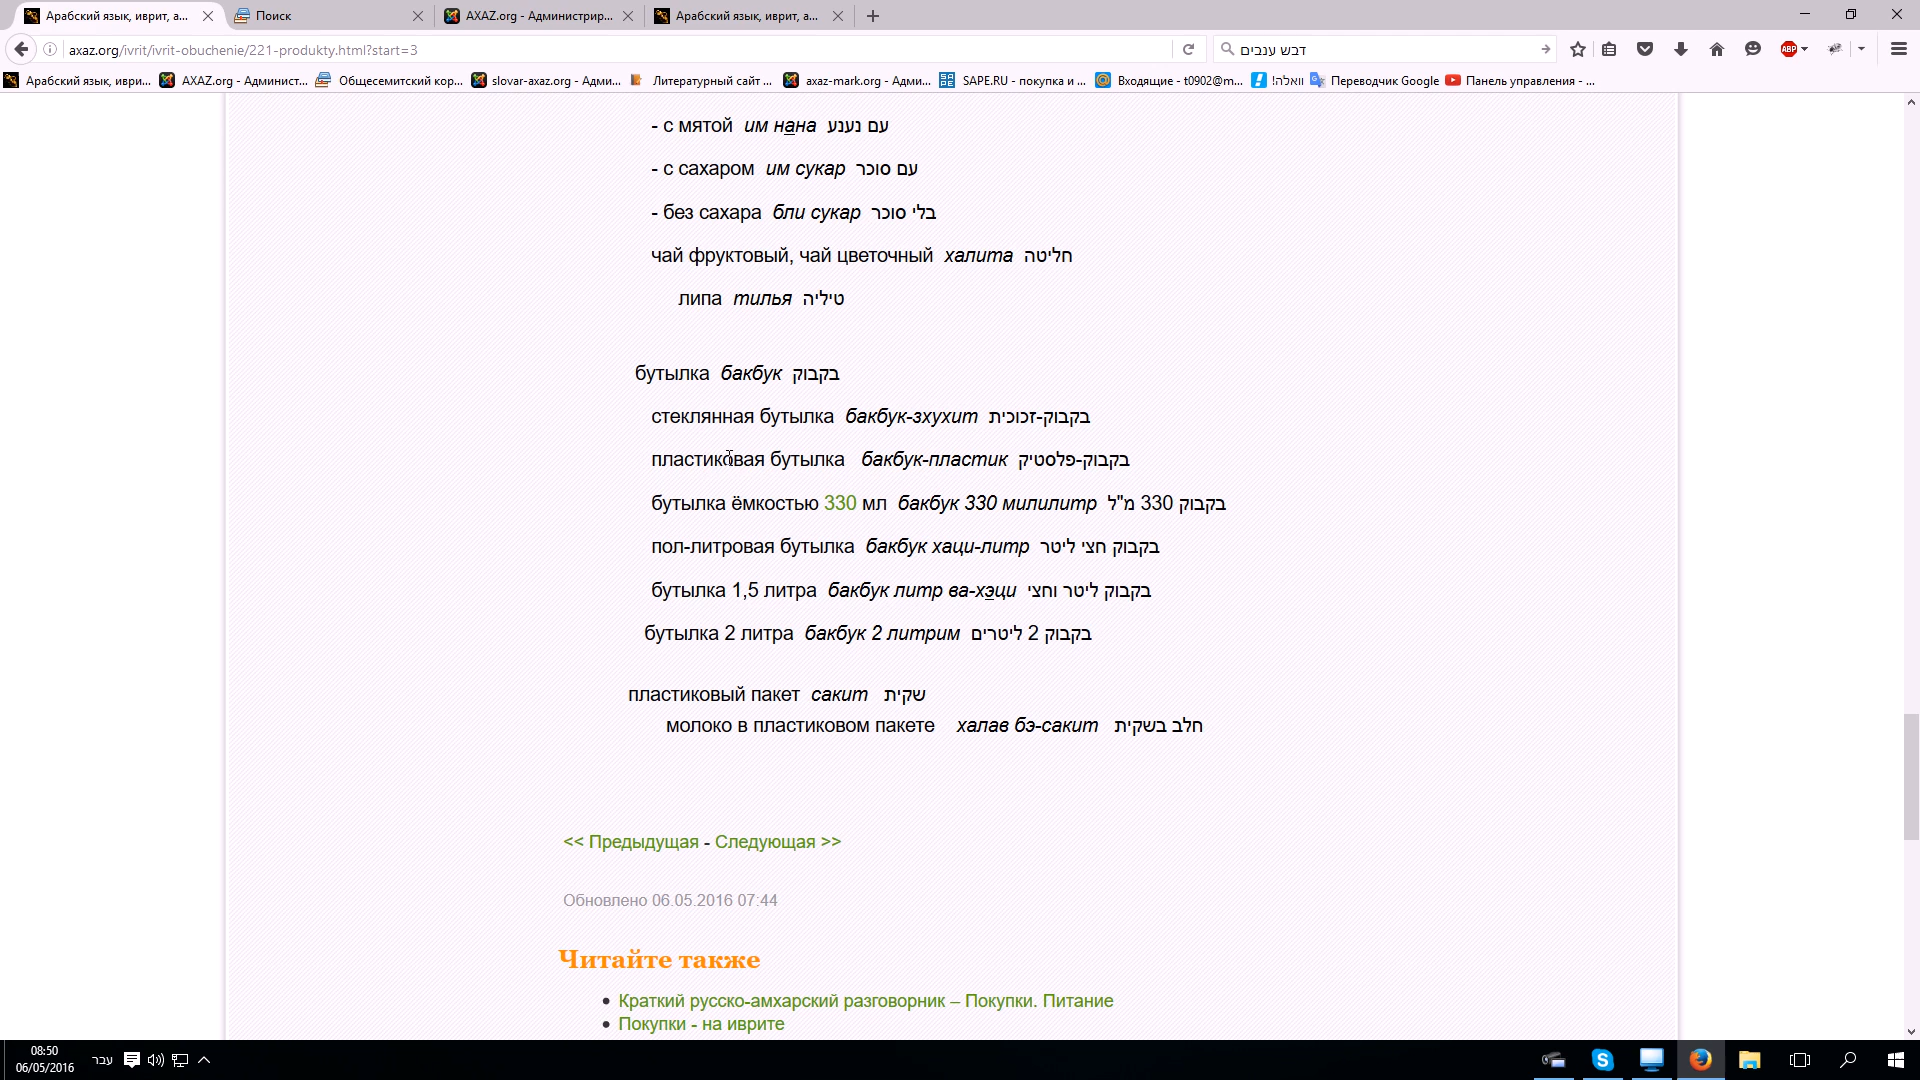 Арабский язык, иврит, а...
Поиск
AXAZ.org - Администрир...
Арабский язык, иврит, а...
axaz.org/ivrit/ivrit-obuchenie/221-produkty.html?start=3
דבש ענבים
ABP
Арабский язык, иври...
AXAZ.org - Админист...
Общесемитский кор...
slovar-axaz.org - Адми...
Литературный сайт ...
axaz-mark.org - Адми...
SAPE.RU - покупка и ...
Входящие - t0902@m...
וואלה!
Переводчик Google
Панель управления - ...
- с мятой им нана עם נענע
- с сахаром им сукар עם סוכר
- без сахара бли сукар בלי סוכר
чай фруктовый, чай цветочный халита חליטה
липа тилья טיליה
бутылка бакбук בקבוק
стеклянная бутылка бакбук-зхухит בקבוק-זכוכית
пластиковая бутылка бакбук-пластик בקבוק-פלסטיק
бутылка ёмкостью 330 мл бакбук 330 милилитр בקבוק 330 מ"ל
пол-литровая бутылка бакбук хаци-литр בקבוק חצי ליטר
бутылка 1,5 литра бакбук литр ва-хэци בקבוק ליטר וחצי
бутылка 2 литра бакбук 2 литрим בקבוק 2 ליטרים
пластиковый пакет сакит שקית
молоко в пластиковом пакете халав бэ-сакит חלב בשקית
<< Предыдущая - Следующая >>
Обновлено 06.05.2016 07:44
Читайте также
Краткий русско-амхарский разговорник – Покупки. Питание
Покупки - на иврите
08:50
06/05/2016
עבר